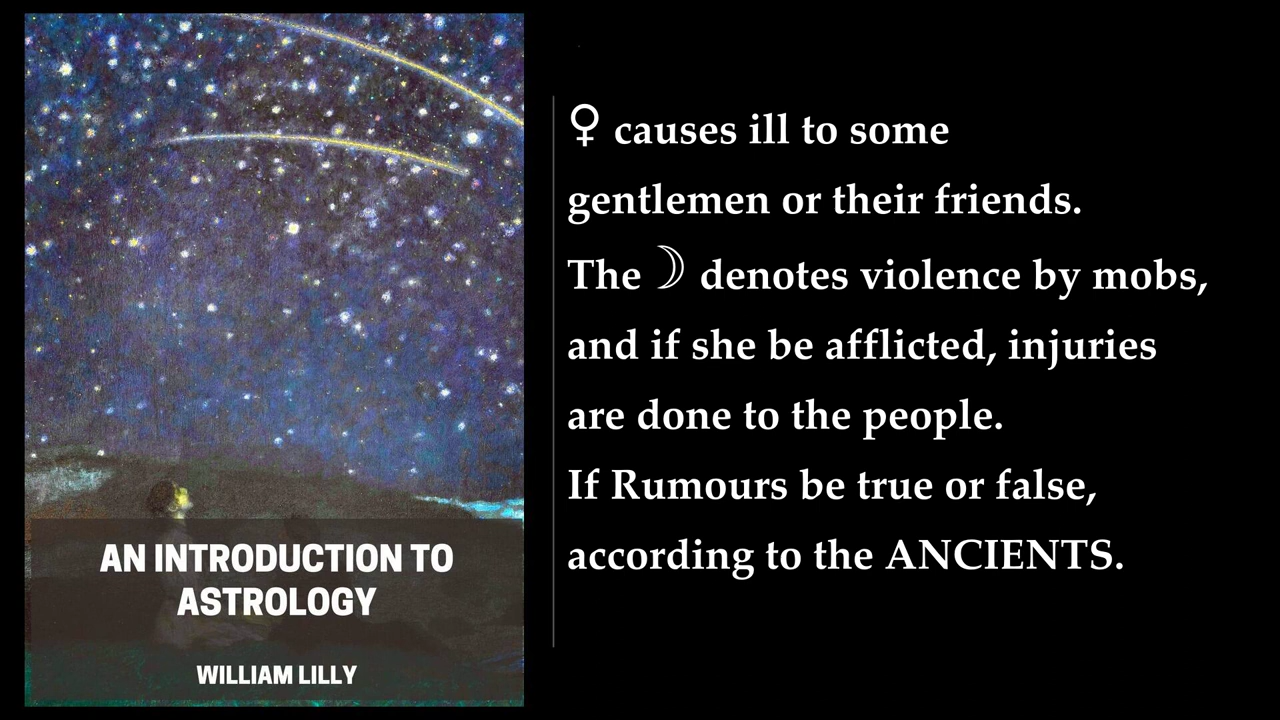 AN INTRODUCTION TO
ASTROLOGY
WILLIAM LILLY
♀ causes ill to some
gentlemen or their friends.
The ☽ denotes violence by mobs,
and if she be afflicted, injuries
are done to the people.
If Rumours be true or false,
according to the ANCIENTS.